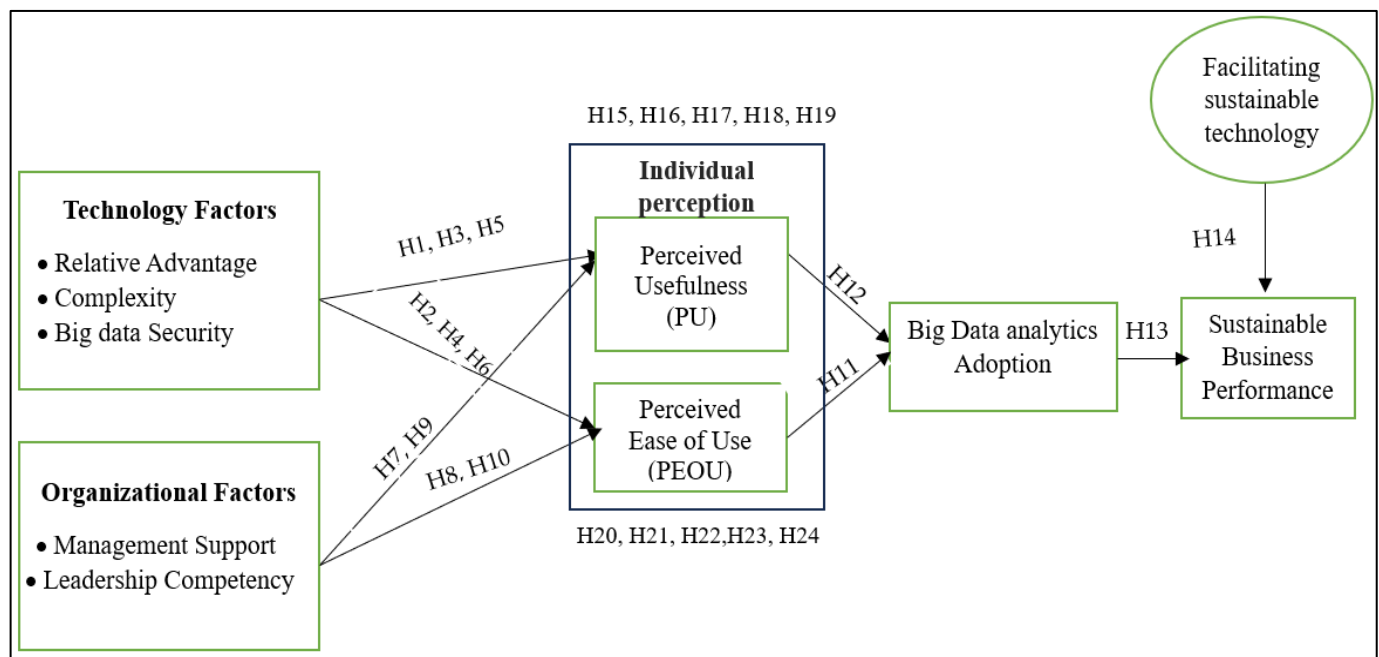 Facilitating
sustainable
technology
H15, H16, H17, H18, H19
Technology Factors
• Relative Advantage
• Complexity
• Big data Security
H1, H3, H5
H2, H4, H6
Individual
perception
Perceived
Usefulness
(PU)
H14
H12
Big Data analytics
Adoption
H13
Sustainable
Business
Performance
H11
Perceived
Ease of Use
(PEOU)
H7, H9
H8, H10
Organizational Factors
• Management Support
• Leadership Competency
H20, H21, H22,H23, H24